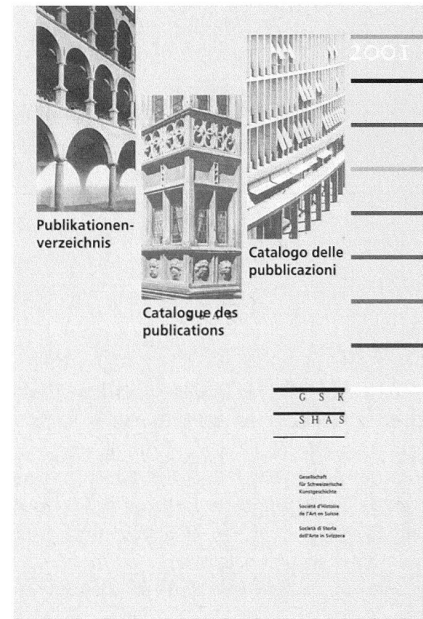 2001
Publikationen-
verzeichnis
Catalogue des
publications
Catalogo delle
pubblicazioni
G S K
S H A S
Gesellschaft
für Schweizerische
Kunstgeschichte
Société d'Histoire
de l'Art en Suisse
Società di Storia
dell'Arte in Svizzera